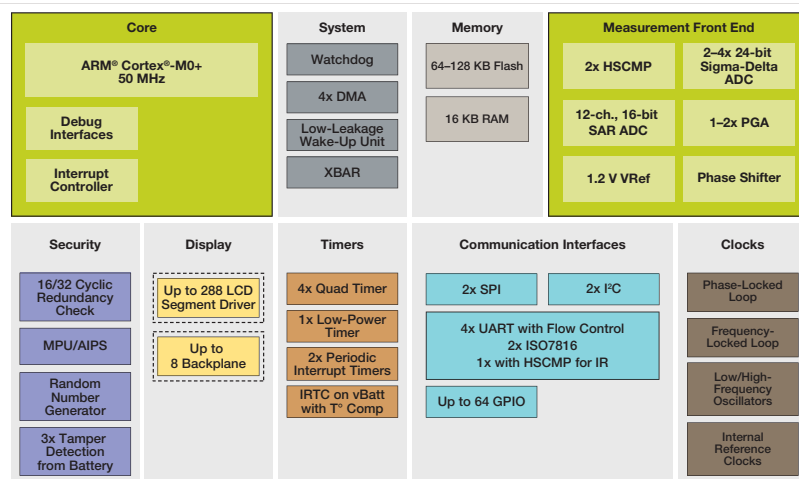 Core
ARM® Cortex®-M0+
50 MHz
Debug
Interfaces
Interrupt
Controller
System
Watchdog
4x DMA
Low-Leakage
Wake-Up Unit
XBAR
Memory
64–128 KB Flash
16 KB RAM
Measurement Front End
2x HSCMP
2–4x 24-bit
Sigma-Delta
ADC
12-ch., 16-bit
SAR ADC
1–2x PGA
1.2 V VRef
Phase Shifter
Security
16/32 Cyclic
Redundancy
Check
MPU/AIPS
Random
Number
Generator
3x Tamper
Detection
from Battery
Display
Up to 288 LCD
Segment Driver
Up to
8 Backplane
Timers
4x Quad Timer
1x Low-Power
Timer
2x Periodic
Interrupt Timers
IRTC on vBatt
with T° Comp
Communication Interfaces
2x SPI
2x I²C
4x UART with Flow Control
2x ISO7816
1x with HSCMP for IR
Up to 64 GPIO
Clocks
Phase-Locked
Loop
Frequency-
Locked Loop
Low/High-
Frequency
Oscillators
Internal
Reference
Clocks